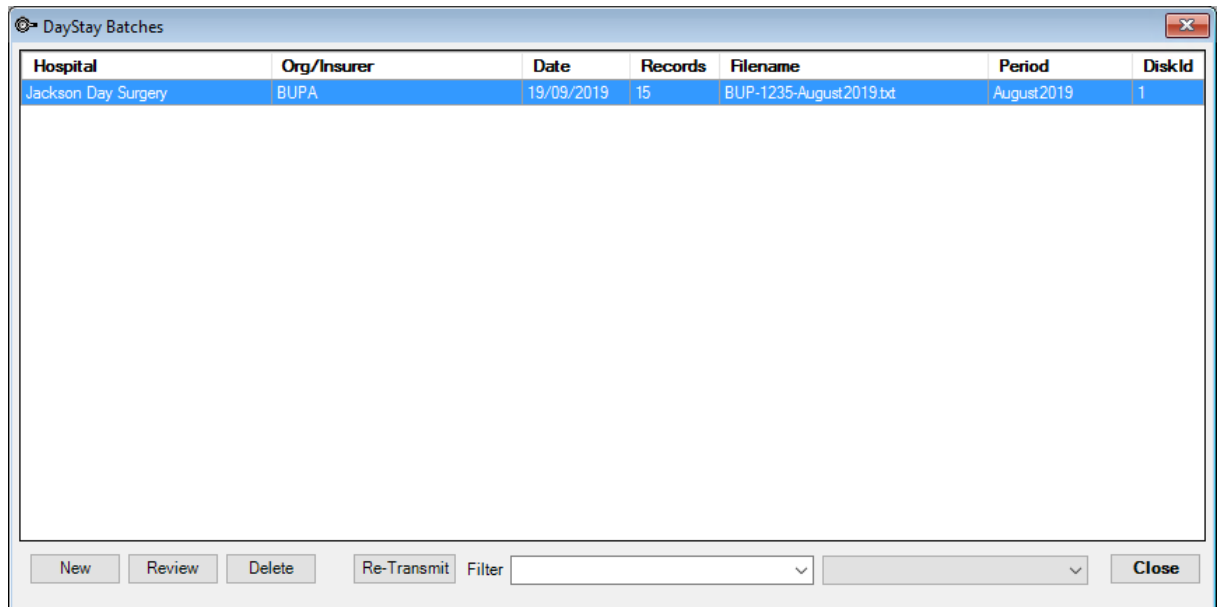 DayStay Batches
Hospital Org/Insurer Date Records Filename Period DiskId
Jackson Day Surgery BUPA 19/09/2019 15 BUP-1235-August2019.txt August2019 1
New Review Delete Re-Transmit Filter Close